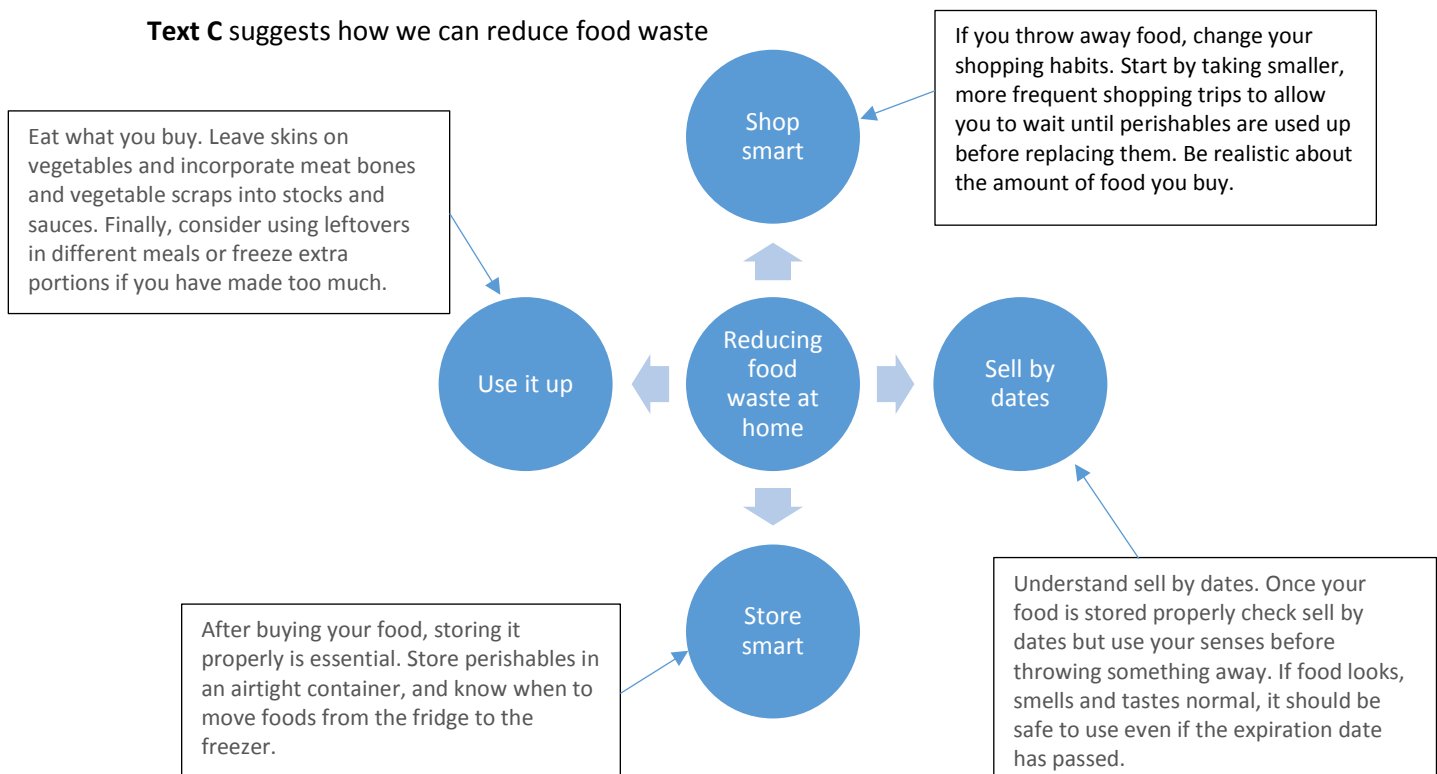 Text C suggests how we can reduce food waste
If you throw away food, change your
shopping habits. Start by taking smaller,
more frequent shopping trips to allow
you to wait until perishables are used up
before replacing them. Be realistic about
the amount of food you buy.
Shop
smart
Eat what you buy. Leave skins on
vegetables and incorporate meat bones
and vegetable scraps into stocks and
sauces. Finally, consider using leftovers
in different meals or freeze extra
portions if you have made too much.
Use it up
Reducing
food
waste at
home
Sell by
dates
Store
smart
After buying your food, storing it
properly is essential. Store perishables in
an airtight container, and know when to
move foods from the fridge to the
freezer.
Understand sell by dates. Once your
food is stored properly check sell by
dates but use your senses before
throwing something away. If food looks,
smells and tastes normal, it should be
safe to use even if the expiration date
has passed.